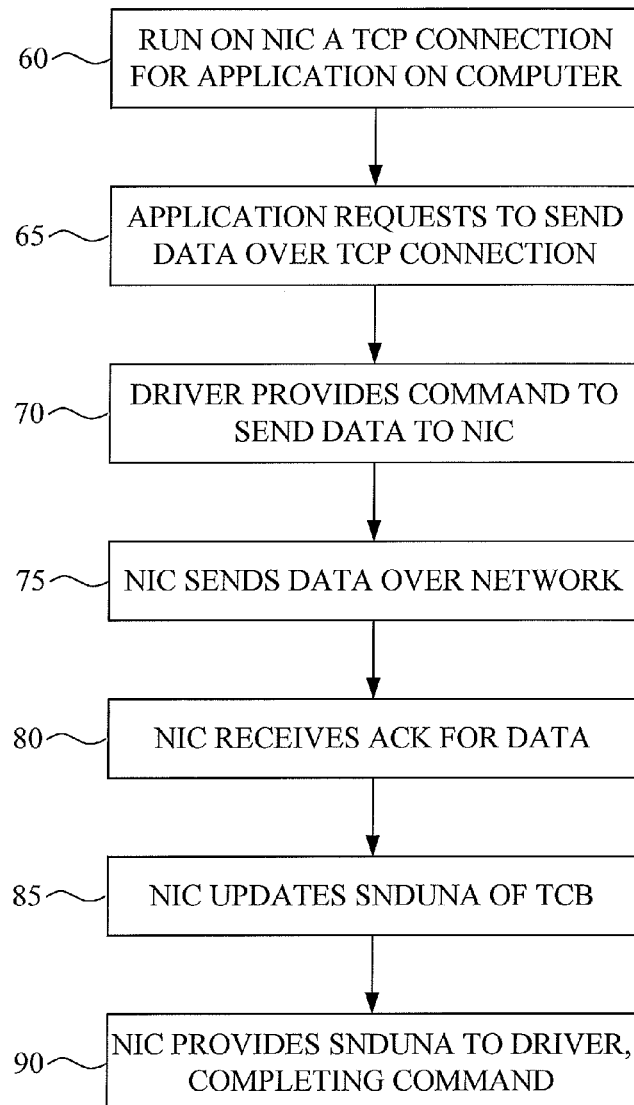 60
RUN ON NIC A TCP CONNECTION
FOR APPLICATION ON COMPUTER
65
APPLICATION REQUESTS TO SEND
DATA OVER TCP CONNECTION
70
DRIVER PROVIDES COMMAND TO
SEND DATA TO NIC
75
NIC SENDS DATA OVER NETWORK
80
NIC RECEIVES ACK FOR DATA
85
NIC UPDATES SNDUNA OF TCB
90
NIC PROVIDES SNDUNA TO DRIVER,
COMPLETING COMMAND